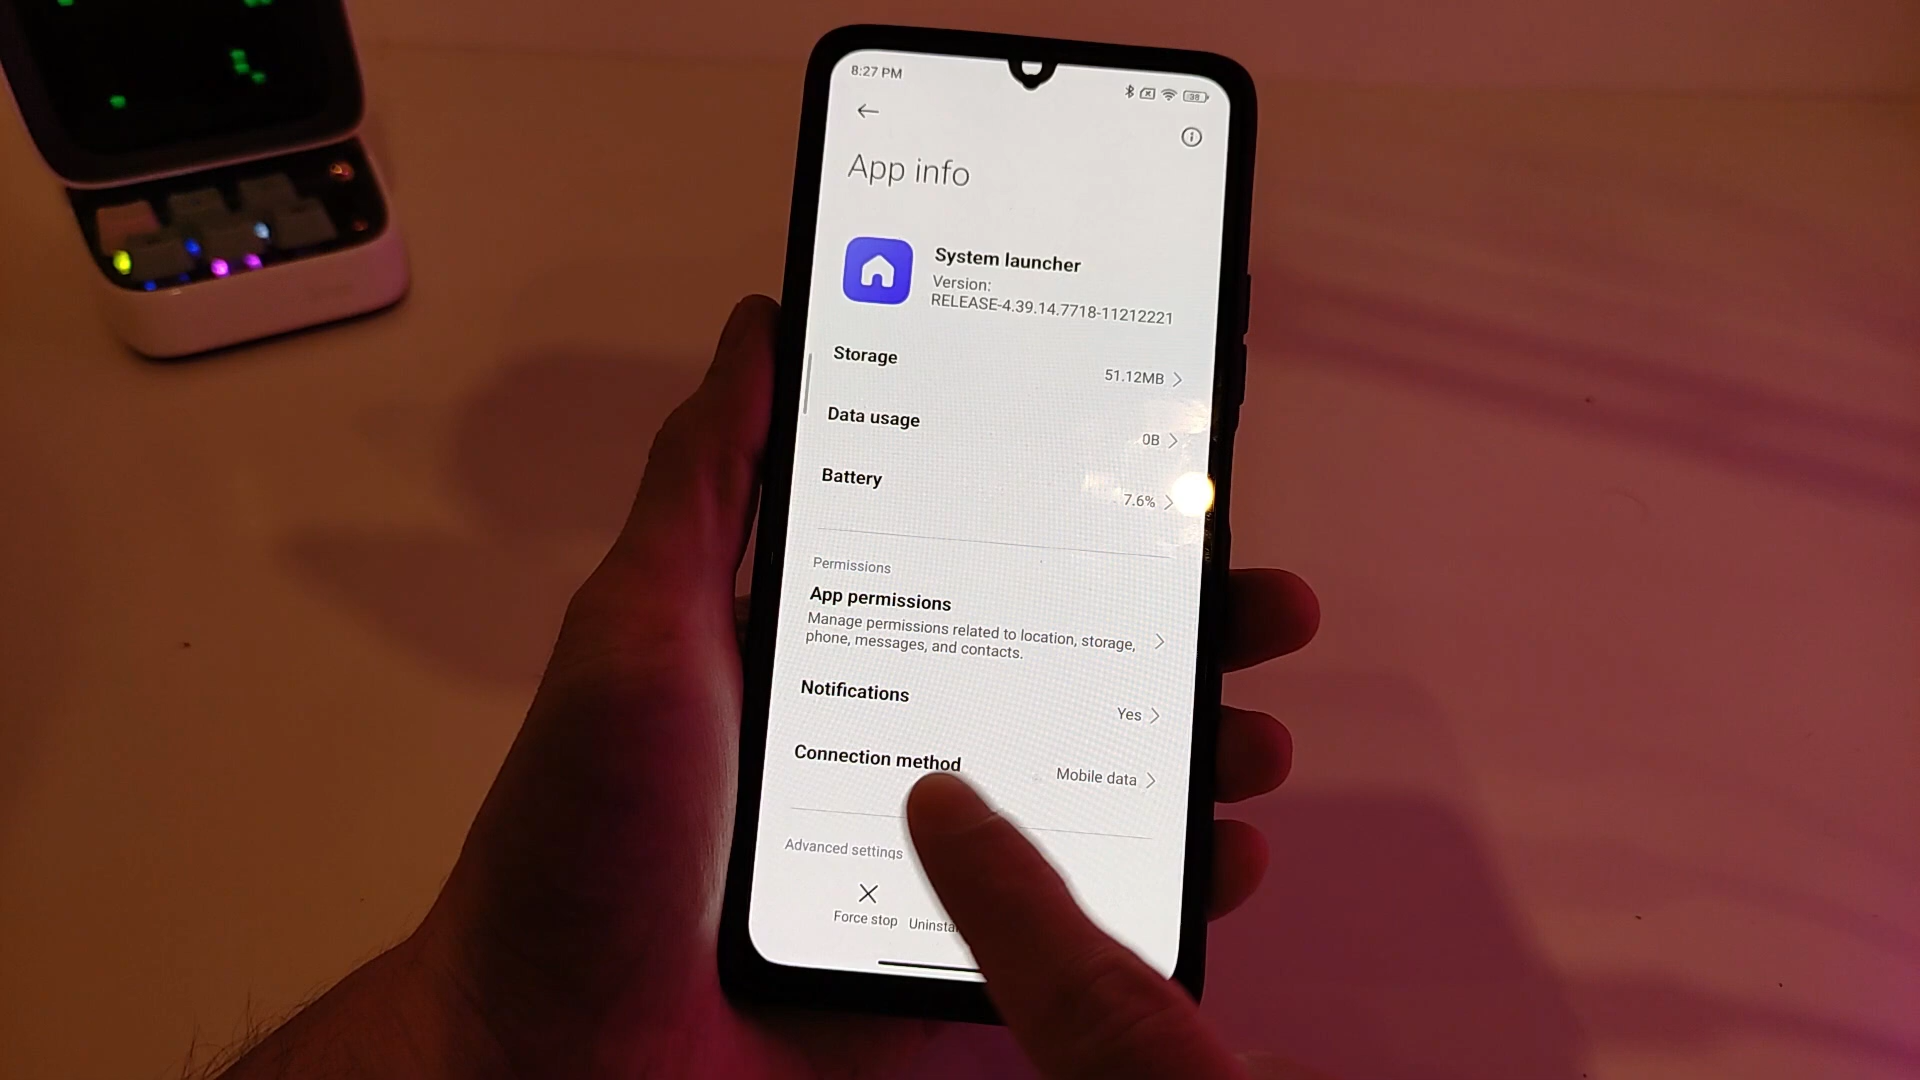 8:27 PM
38
App info
System launcher
Version:
RELEASE-4.39.14.7718-11212221
Storage
51.12MB
Data usage
0B
Battery
7.6%
Permissions
App permissions
Manage permissions related to location, storage,
phone, messages, and contacts.
Notifications
Yes
Connection method
Mobile data
Advanced settings
Force stop